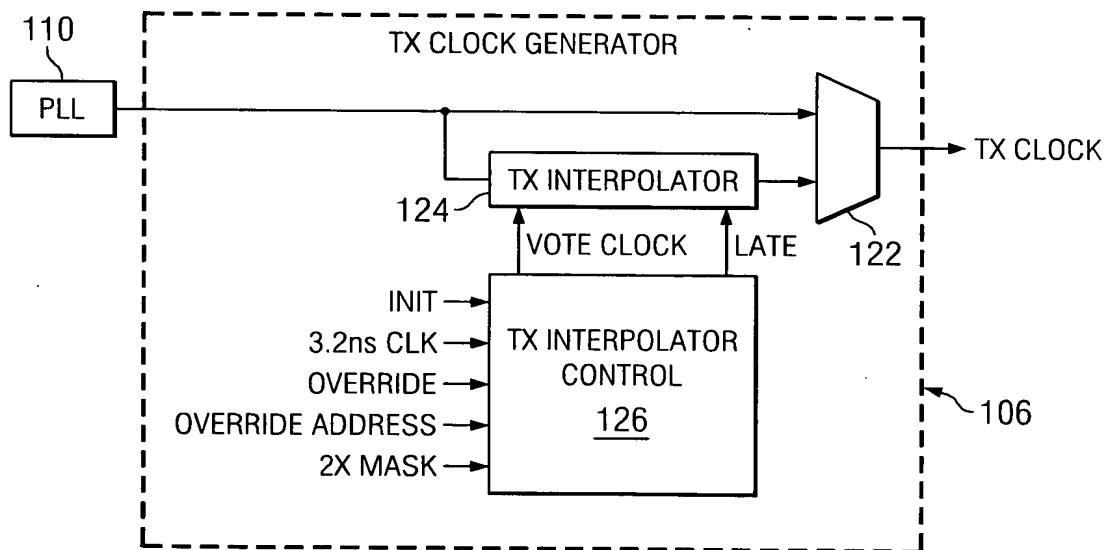 110
TX CLOCK GENERATOR
PLL
TX CLOCK
TX INTERPOLATOR
124
VOTE CLOCK
LATE
122
INIT
3.2ns CLK
OVERRIDE
OVERRIDE ADDRESS
2X MASK
TX INTERPOLATOR
CONTROL
126
106